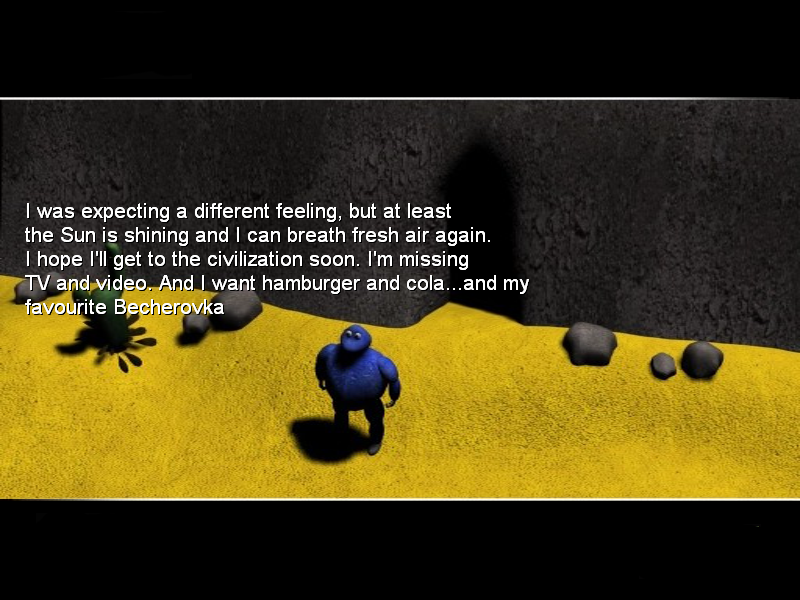 I was expecting a different feeling, but at least
the Sun is shining and I can breath fresh air again.
I hope I'll get to the civilization soon. I'm missing
TV and video. And I want hamburger and cola...and my
favourite Becherovka